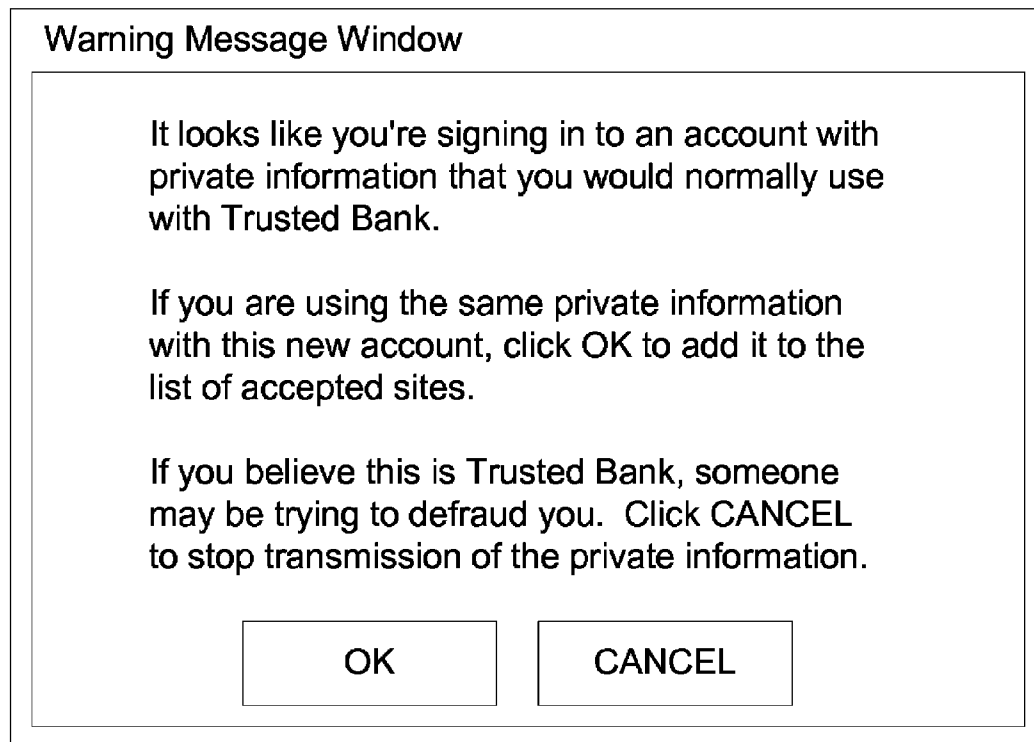 Warning Message Window
It looks like you're signing in to an account with
private information that you would normally use
with Trusted Bank.
If you are using the same private information
with this new account, click OK to add it to the
list of accepted sites.
If you believe this is Trusted Bank, someone
may be trying to defraud you.  Click CANCEL
to stop transmission of the private information.
OK
CANCEL